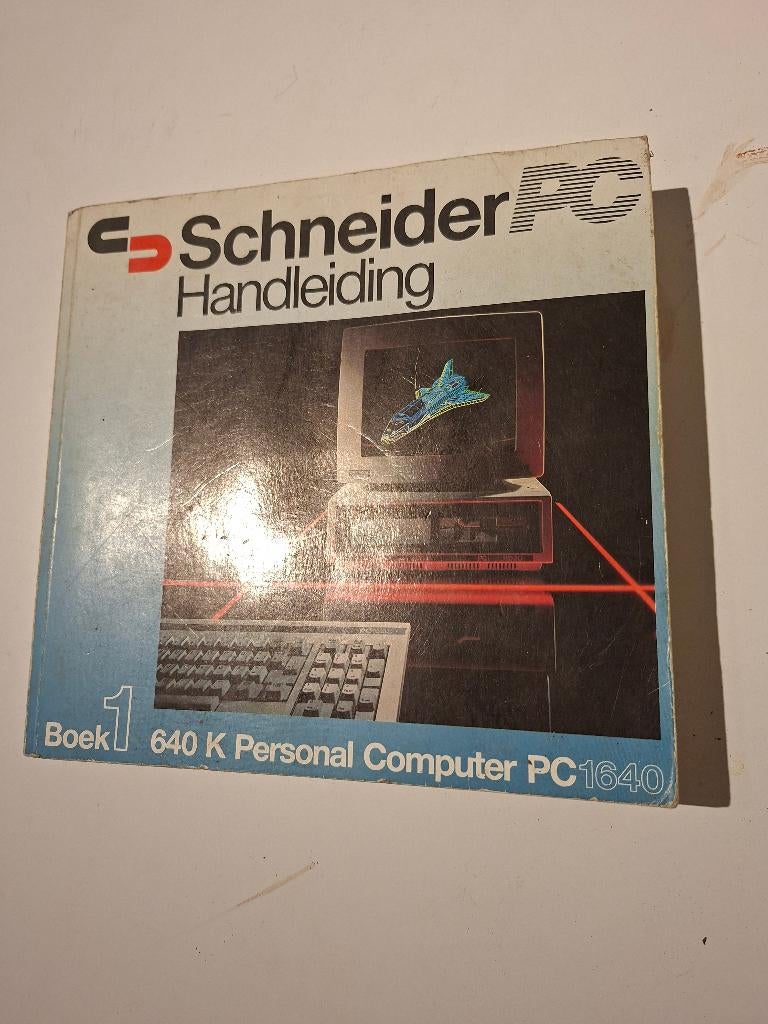 Schneider PC
Handleiding
Boek 1 640 K Personal Computer PC1640